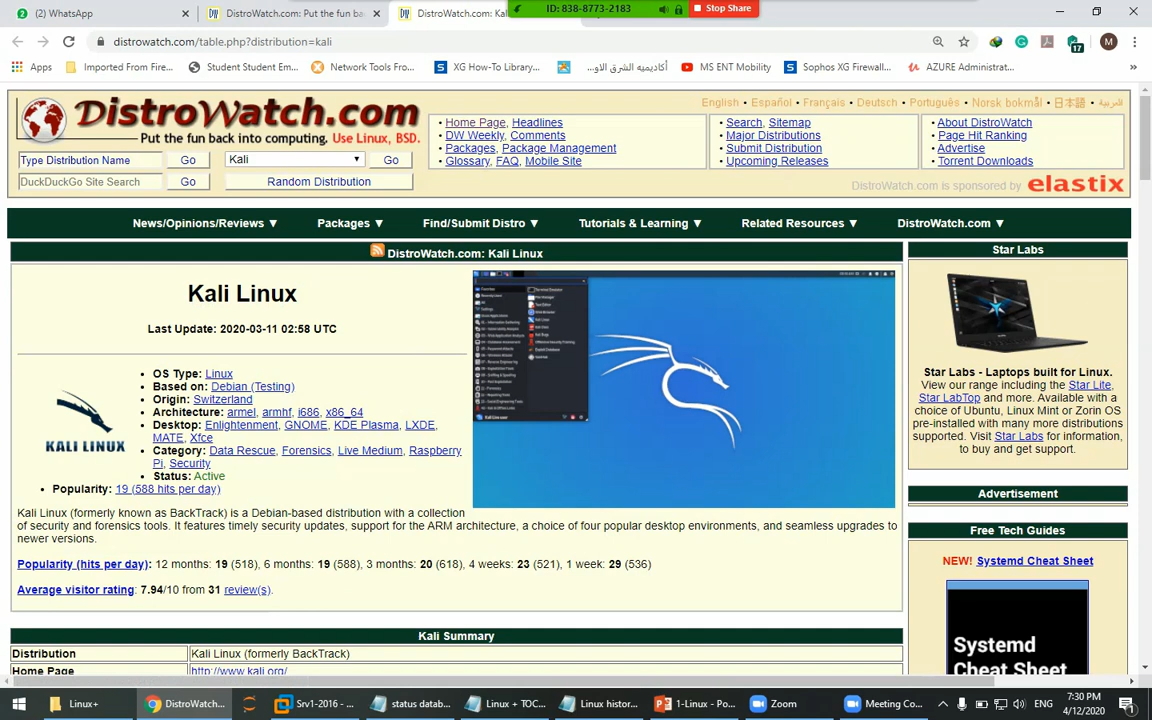 (2) WhatsApp
DistroWatch.com: Put the fun ba
DistroWatch.com: Kal
ID: 838-8773-2183
Stop Share
distrowatch.com/table.php?distribution=kali
M
Apps
Imported From Fire...
Student Student Em...
Network Tools Fro...
XG How-To Library...
أكاديميه الشرق الاو...
MS ENT Mobility
Sophos XG Firewall...
AZURE Administrat...
DISTROWATCH.com
Put the fun back into computing. Use Linux, BSD.
English • Español • Français • Deutsch • Português • Norsk bokmål • 日本語 • العربية
• Home Page, Headlines
• DW Weekly, Comments
• Packages, Package Management
• Glossary, FAQ, Mobile Site
• Search, Sitemap
• Major Distributions
• Submit Distribution
• Upcoming Releases
• About DistroWatch
• Page Hit Ranking
• Advertise
• Torrent Downloads
Type Distribution Name Go Kali Go
DuckDuckGo Site Search Go Random Distribution
DistroWatch.com is sponsored by elastix
News/Opinions/Reviews ▼ Packages ▼ Find/Submit Distro ▼ Tutorials & Learning ▼ Related Resources ▼ DistroWatch.com ▼
DistroWatch.com: Kali Linux
Kali Linux
Last Update: 2020-03-11 02:58 UTC
KALI LINUX
• OS Type: Linux
• Based on: Debian (Testing)
• Origin: Switzerland
• Architecture: armel, armhf, i686, x86_64
• Desktop: Enlightenment, GNOME, KDE Plasma, LXDE,
MATE, Xfce
• Category: Data Rescue, Forensics, Live Medium, Raspberry
Pi, Security
• Status: Active
• Popularity: 19 (588 hits per day)
Kali Linux (formerly known as BackTrack) is a Debian-based distribution with a collection
of security and forensics tools. It features timely security updates, support for the ARM architecture, a choice of four popular desktop environments, and seamless upgrades to
newer versions.
Popularity (hits per day): 12 months: 19 (518), 6 months: 19 (588), 3 months: 20 (618), 4 weeks: 23 (521), 1 week: 29 (536)
Average visitor rating: 7.94/10 from 31 review(s).
Kali Summary
Distribution Kali Linux (formerly BackTrack)
Home Page http://www.kali.org/
Star Labs
Star Labs - Laptops built for Linux.
View our range including the Star Lite,
Star LabTop and more. Available with a
choice of Ubuntu, Linux Mint or Zorin OS
pre-installed with many more distributions
supported. Visit Star Labs for information,
to buy and get support.
Advertisement
Free Tech Guides
NEW! Systemd Cheat Sheet
Systemd
Cheat Sheet
Linux+
DistroWatch...
Srv1-2016 - ...
status datab...
Linux + TOC...
Linux histor...
1-Linux - Po...
Zoom
Meeting Co...
ENG
7:30 PM
4/12/2020